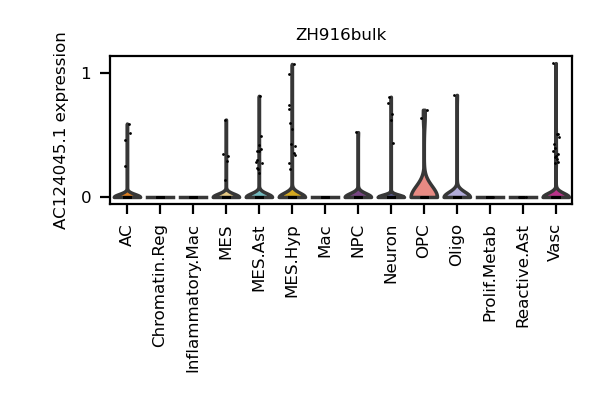 ZH916bulk
AC124045.1 expression
1
0
AC
Chromatin.Reg
Inflammatory.Mac
MES
MES.Ast
MES.Hyp
Mac
NPC
Neuron
OPC
Oligo
Prolif.Metab
Reactive.Ast
Vasc